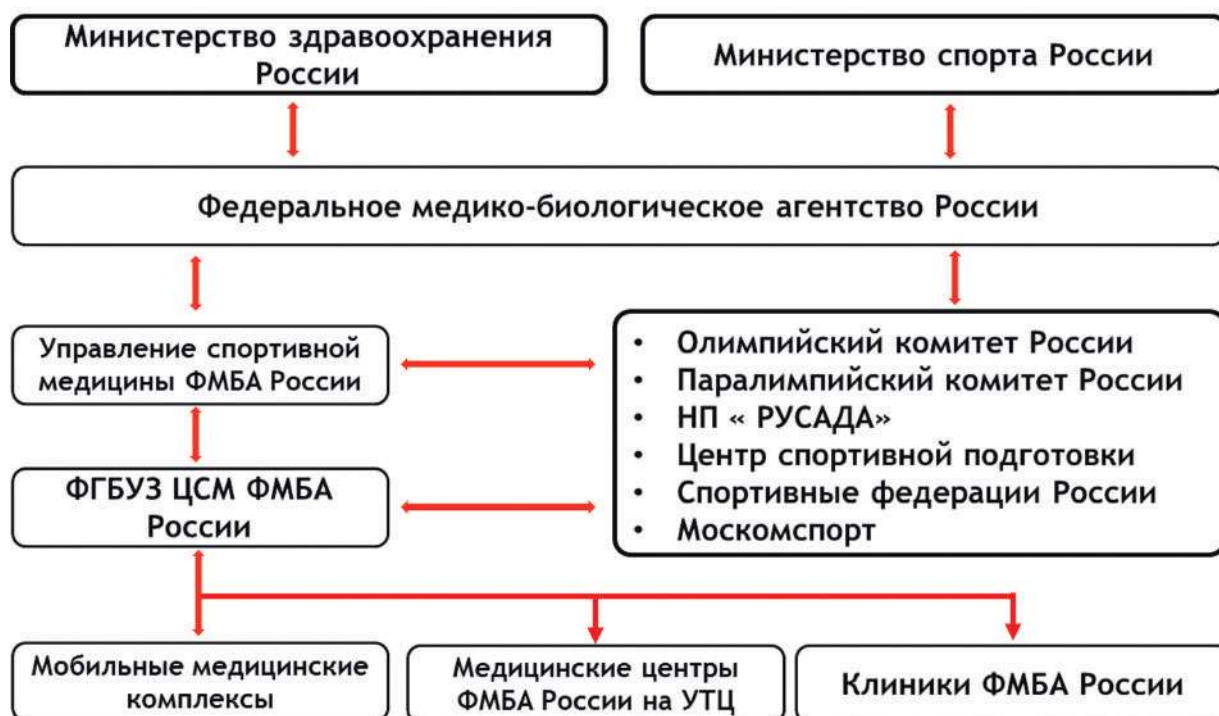 Министерство здравоохранения
России
Министерство спорта России
Федеральное медико-биологическое агентство России
Управление спортивной
медицины ФМБА России
• Олимпийский комитет России
• Паралимпийский комитет России
• НП « РУСАДА»
• Центр спортивной подготовки
• Спортивные федерации России
• Москомспорт
ФГБУЗ ЦСМ ФМБА
России
Мобильные медицинские
комплексы
Медицинские центры
ФМБА России на УТЦ
Клиники ФМБА России